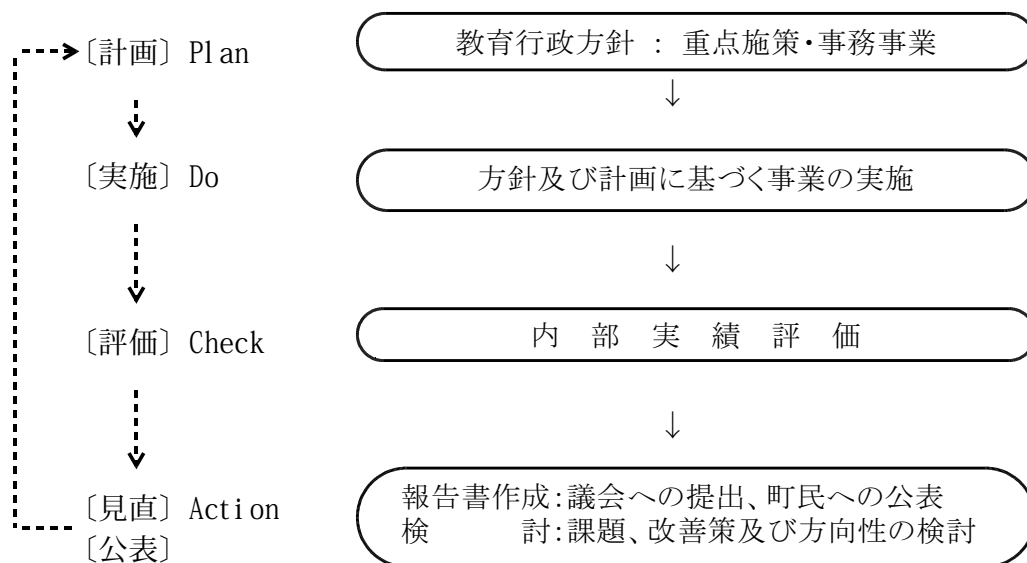 〔計画〕 Plan
教育行政方針 : 重点施策・事務事業
↓
〔実施〕 Do
方針及び計画に基づく事業の実施
↓
〔評価〕 Check
内 部 実 績 評 価
↓
〔見直〕 Action
〔公表〕
報告書作成:議会への提出、町民への公表
検 討:課題、改善策及び方向性の検討